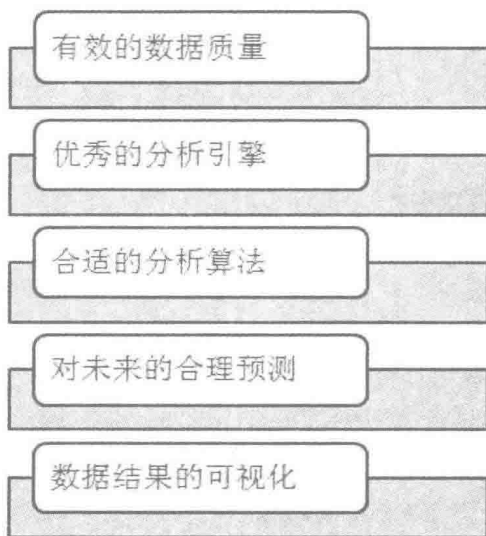 有效的数据质量
优秀的分析引擎
合适的分析算法
对未来的合理预测
数据结果的可视化